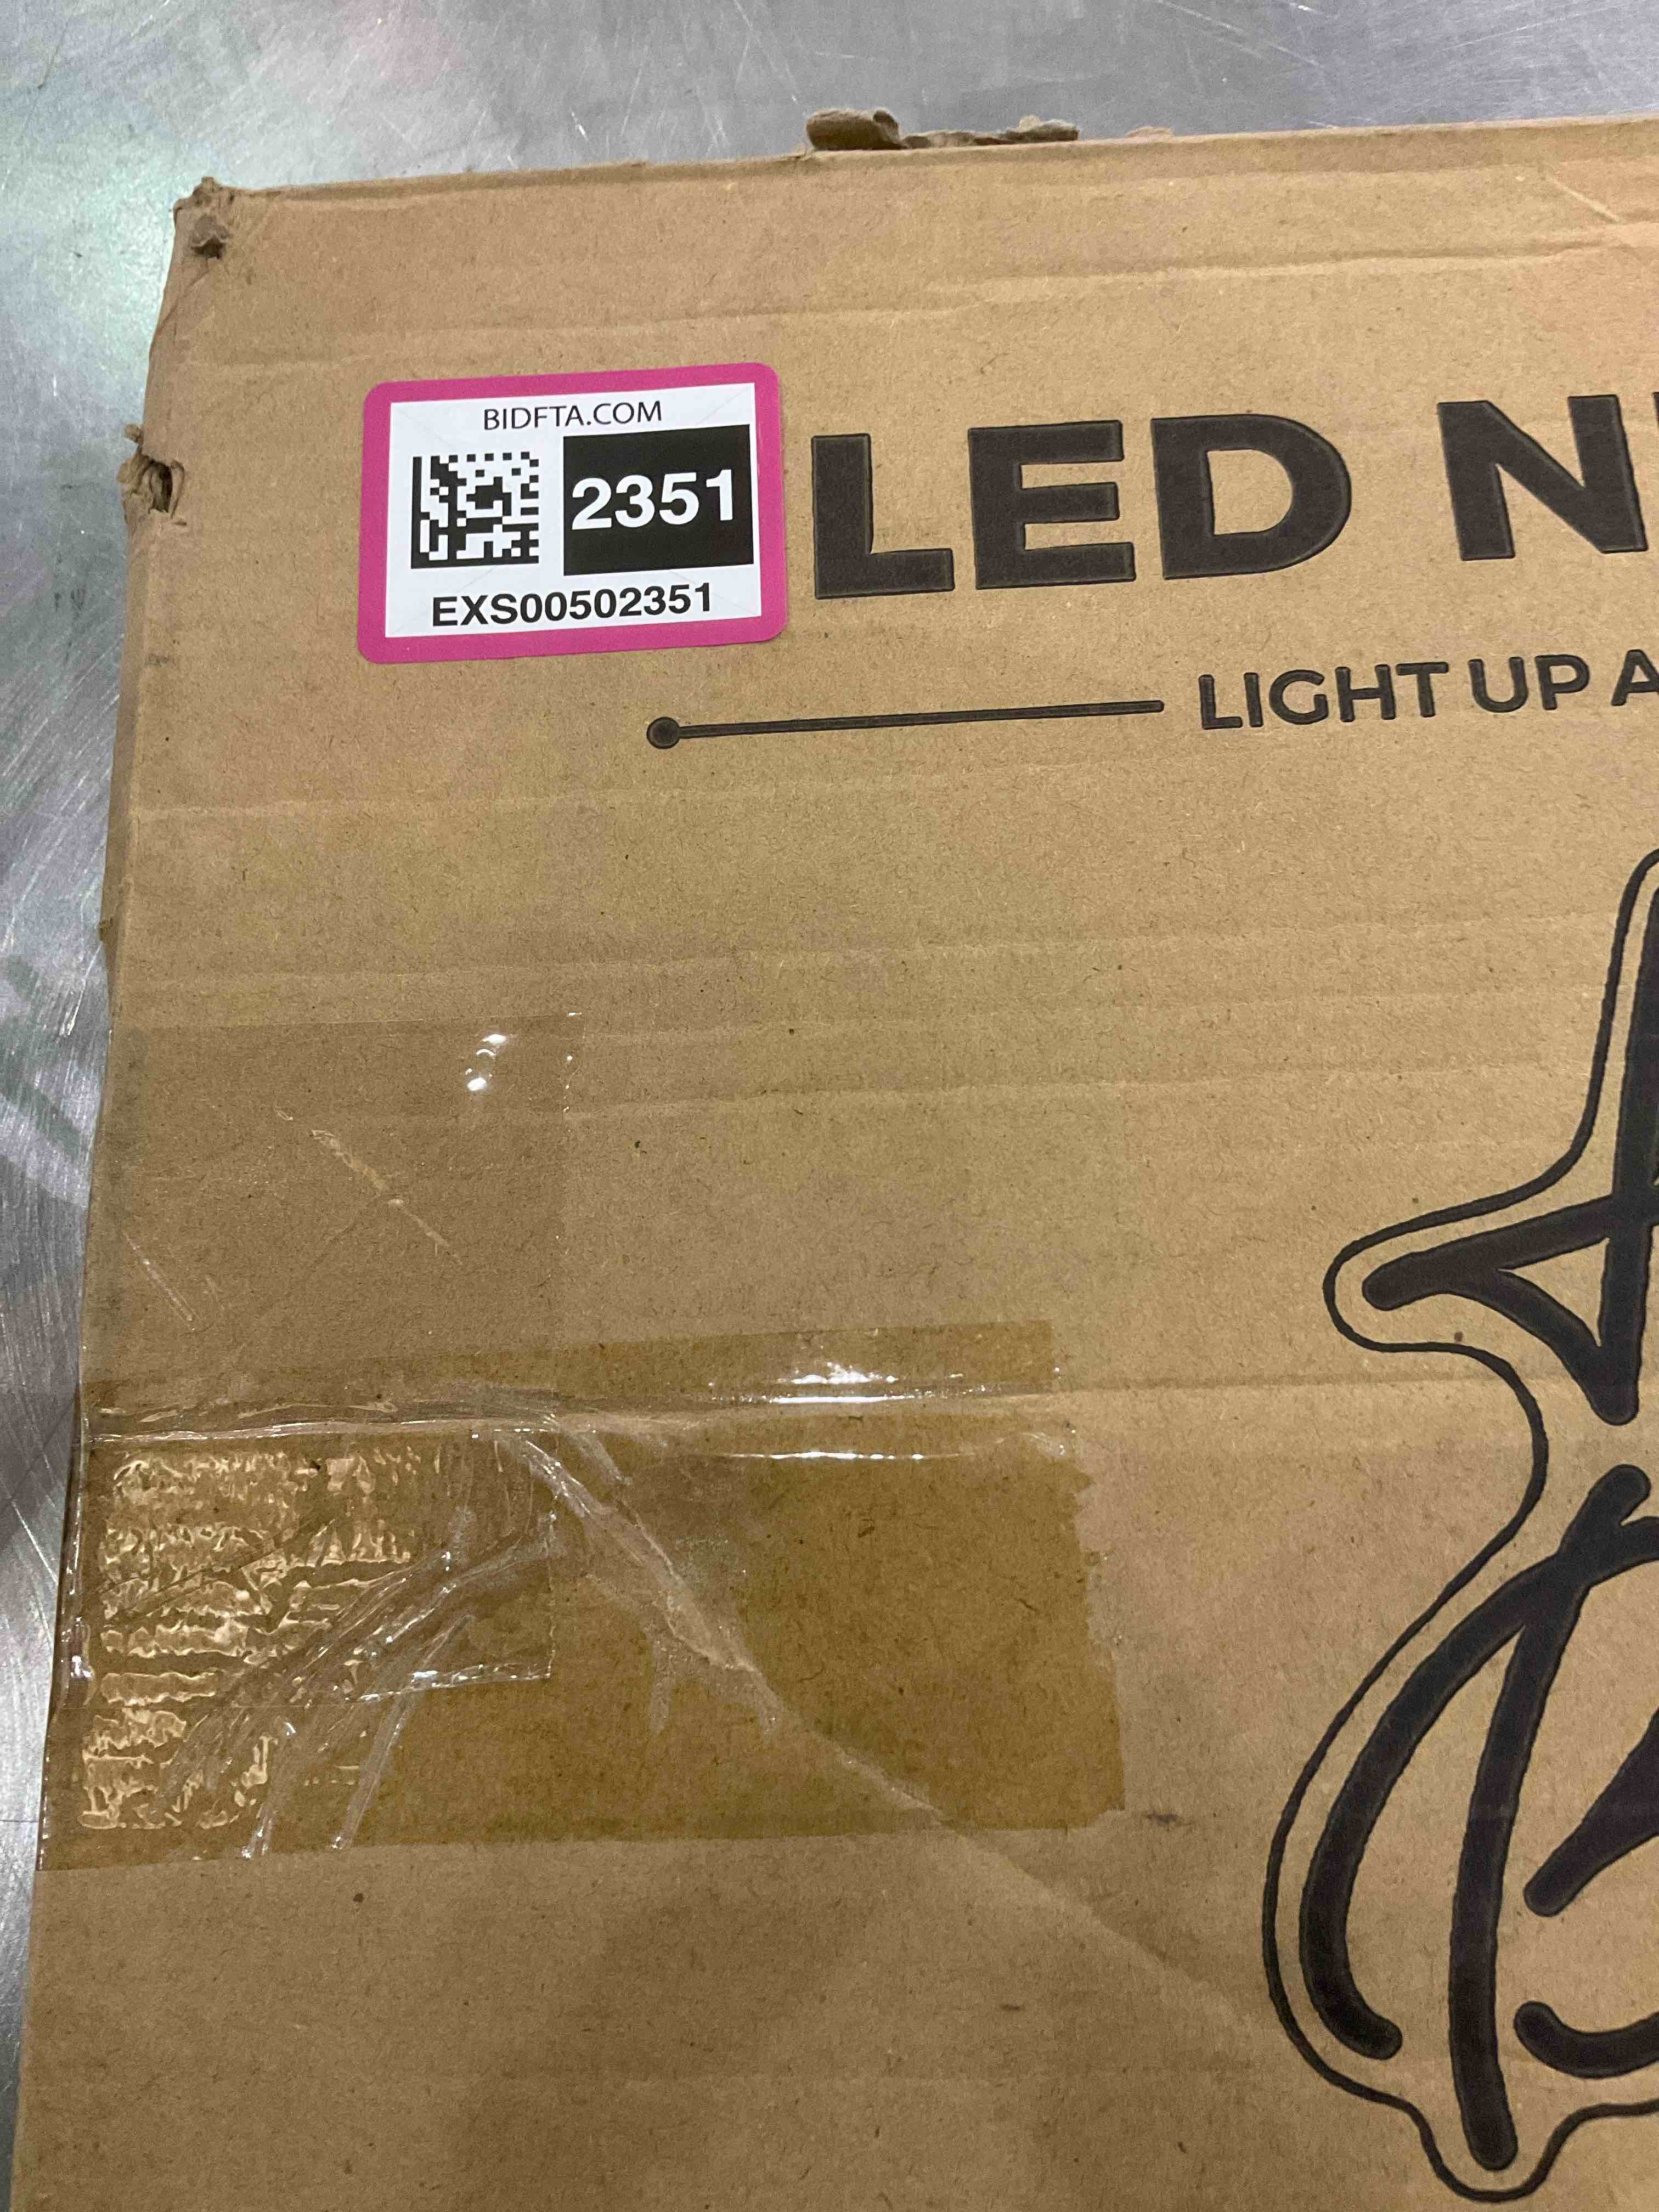 BIDFTA.COM
2351
EXS00502351
LED N
LIGHT UP A